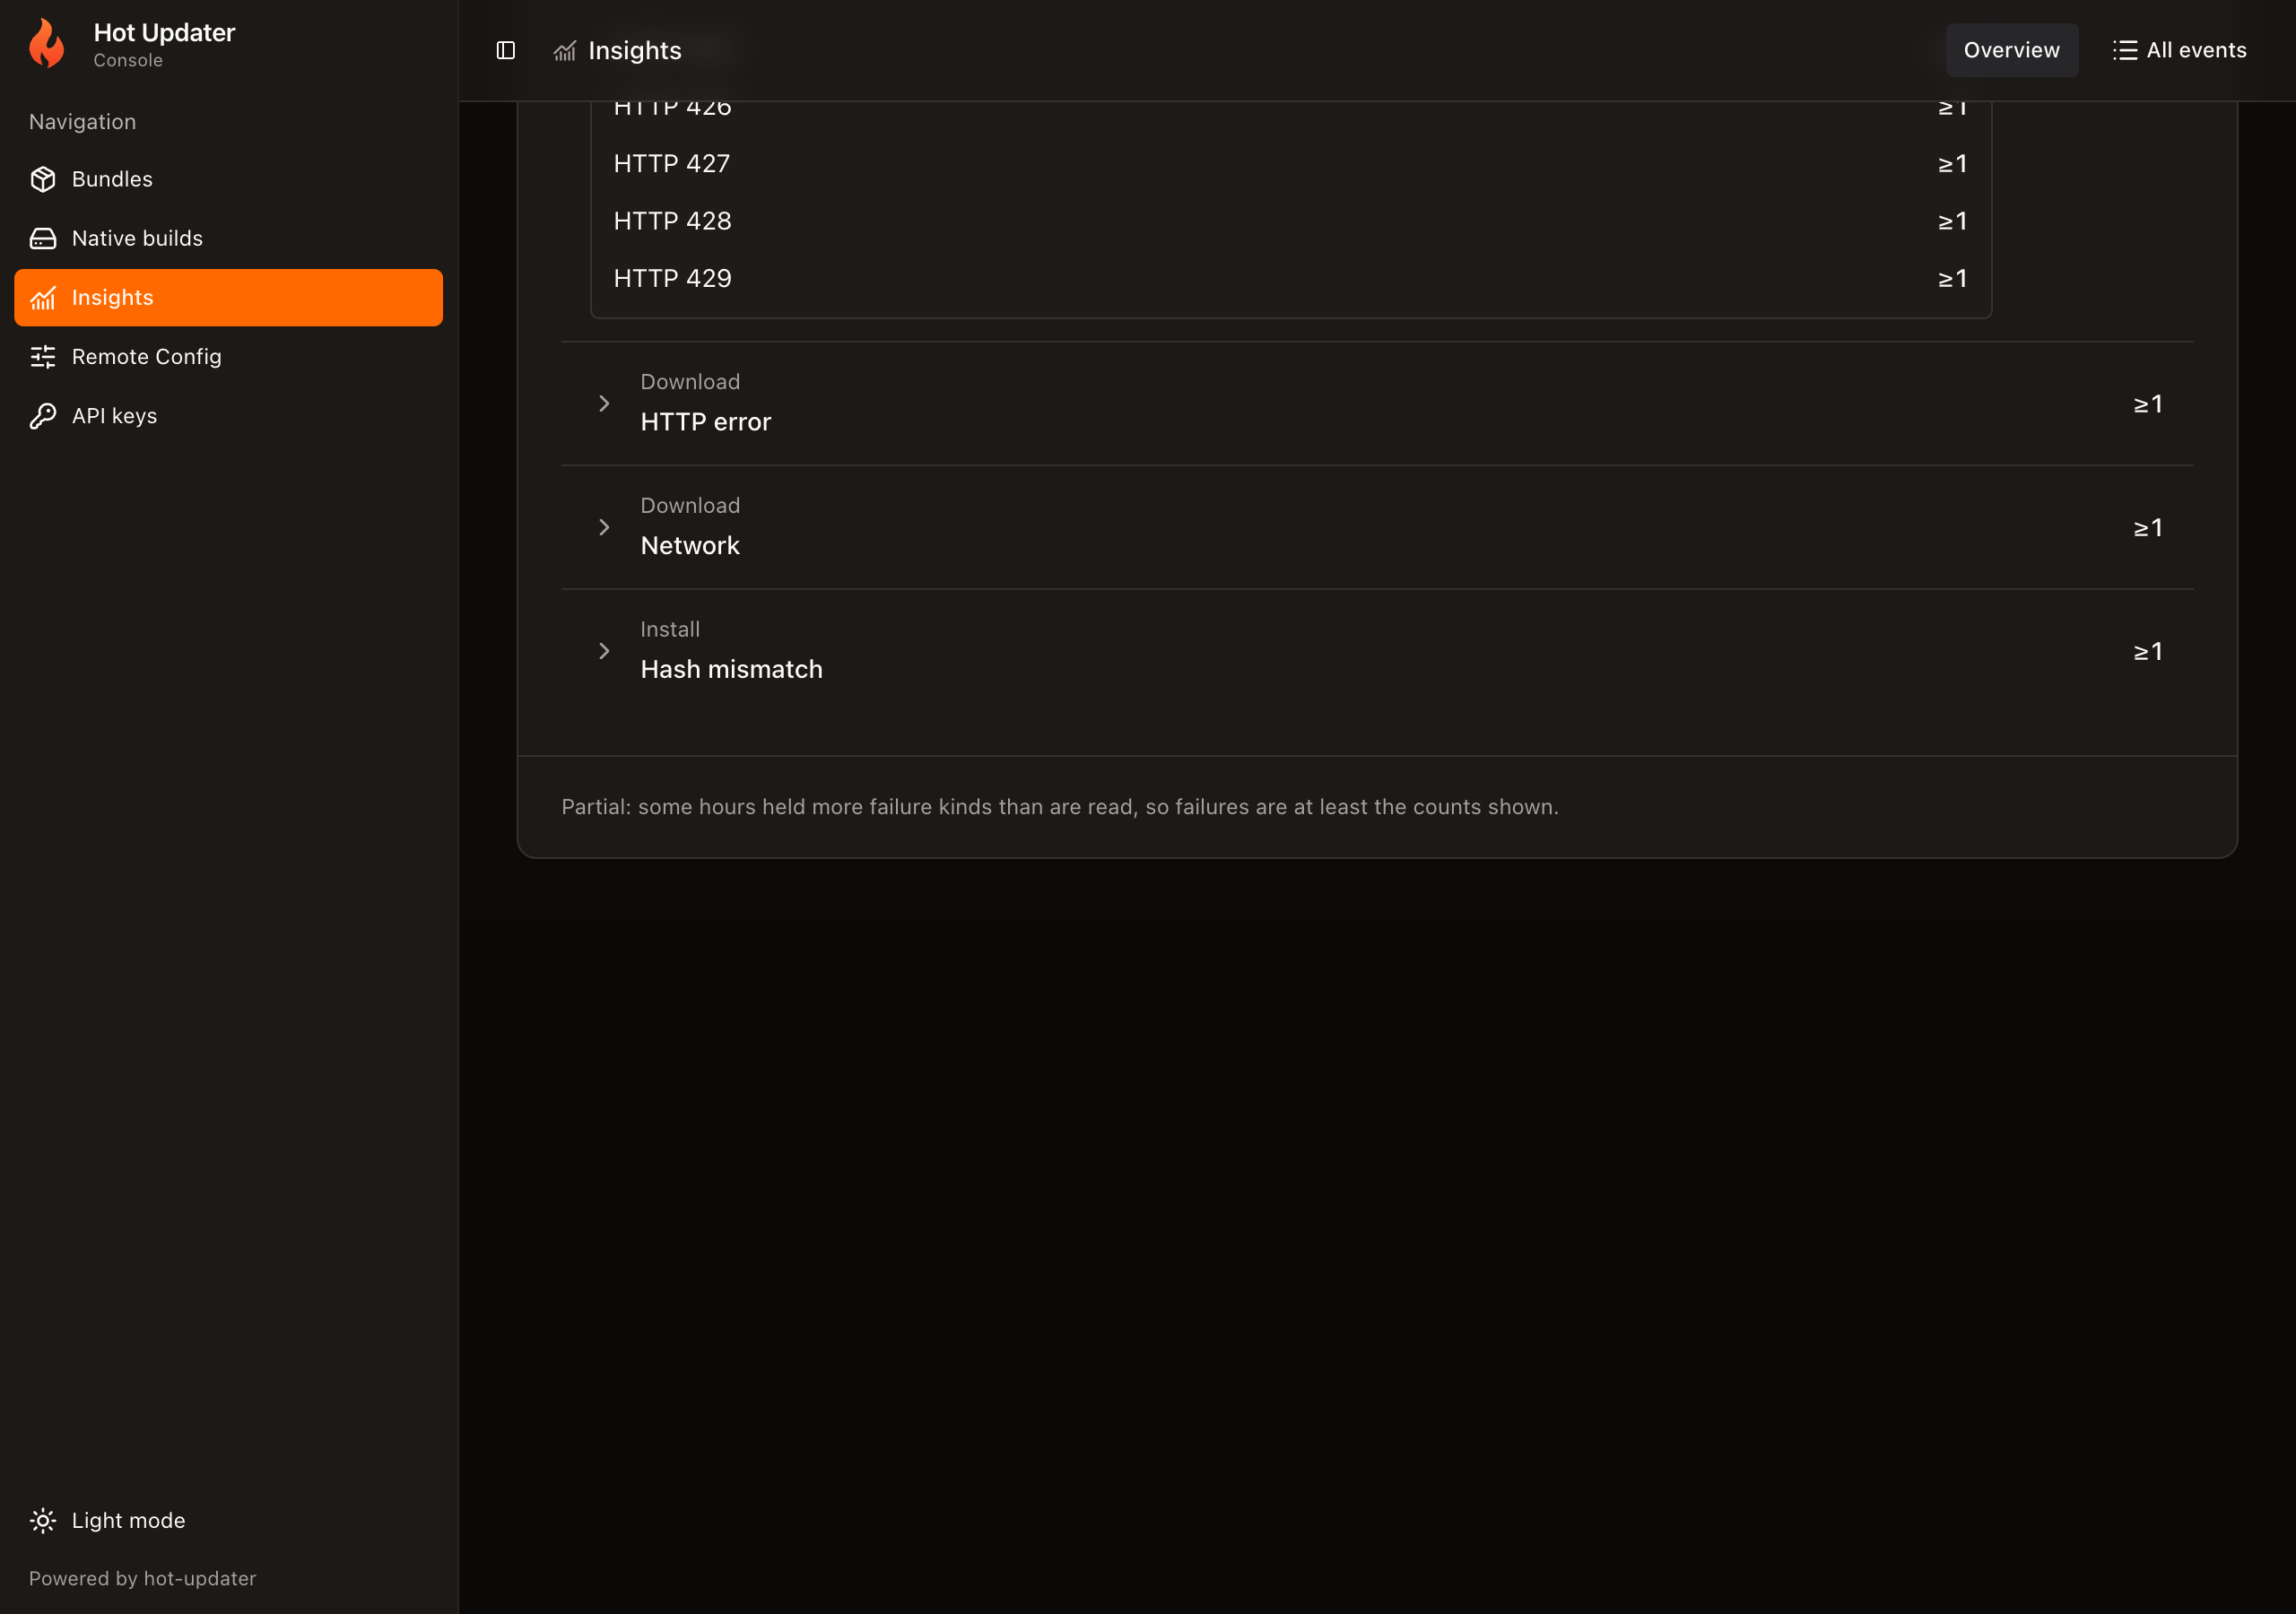 Hot Updater
Console
Navigation
Bundles
Native builds
Insights
Remote Config
API keys
Light mode
Powered by hot-updater
Insights
Overview
All events
HTTP 426 ≥1
HTTP 427 ≥1
HTTP 428 ≥1
HTTP 429 ≥1
Download
HTTP error ≥1
Download
Network ≥1
Install
Hash mismatch ≥1
Partial: some hours held more failure kinds than are read, so failures are at least the counts shown.